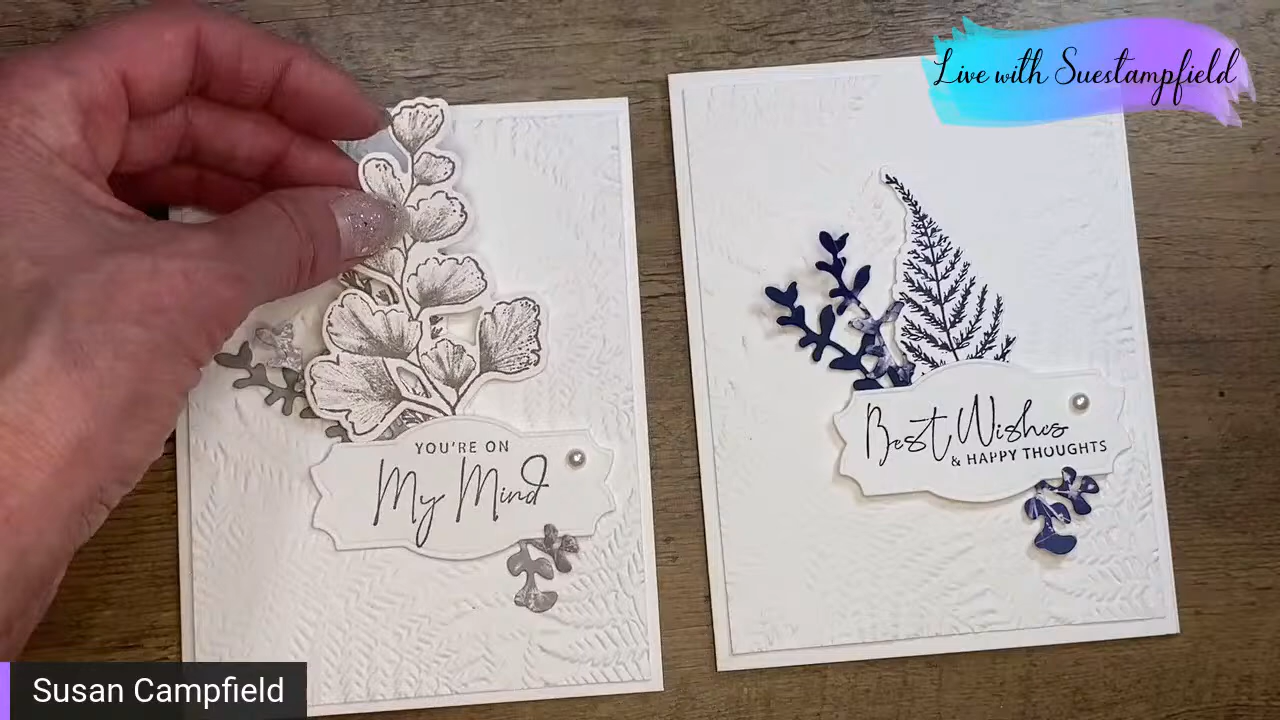 Live with Suestampfield
YOU'RE ON
My Mind
Best Wishes
& HAPPY THOUGHTS
Susan Campfield